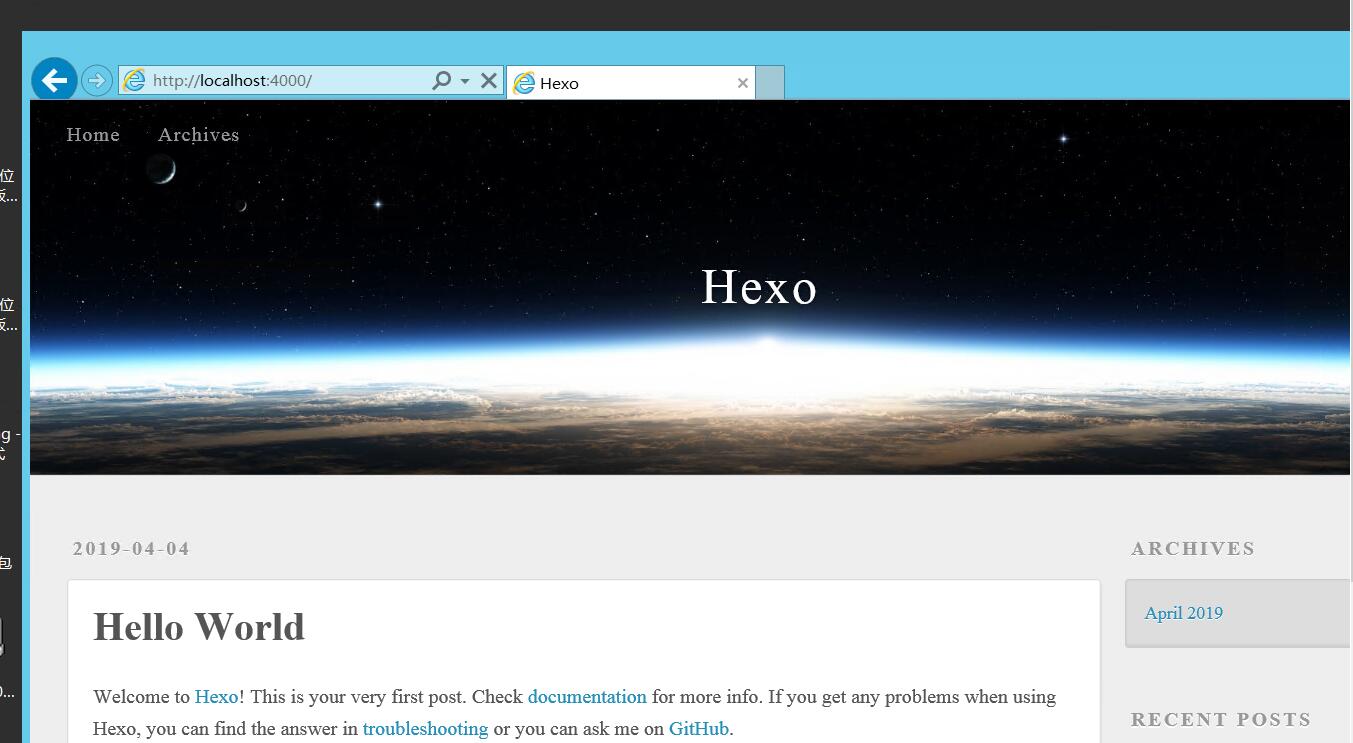 http://localhost:4000/
Hexo
Home Archives
位
g -
包
Hexo
2019-04-04
ARCHIVES
Hello World
April 2019
Welcome to Hexo! This is your very first post. Check documentation for more info. If you get any problems when using
Hexo, you can find the answer in troubleshooting or you can ask me on GitHub.
RECENT POSTS